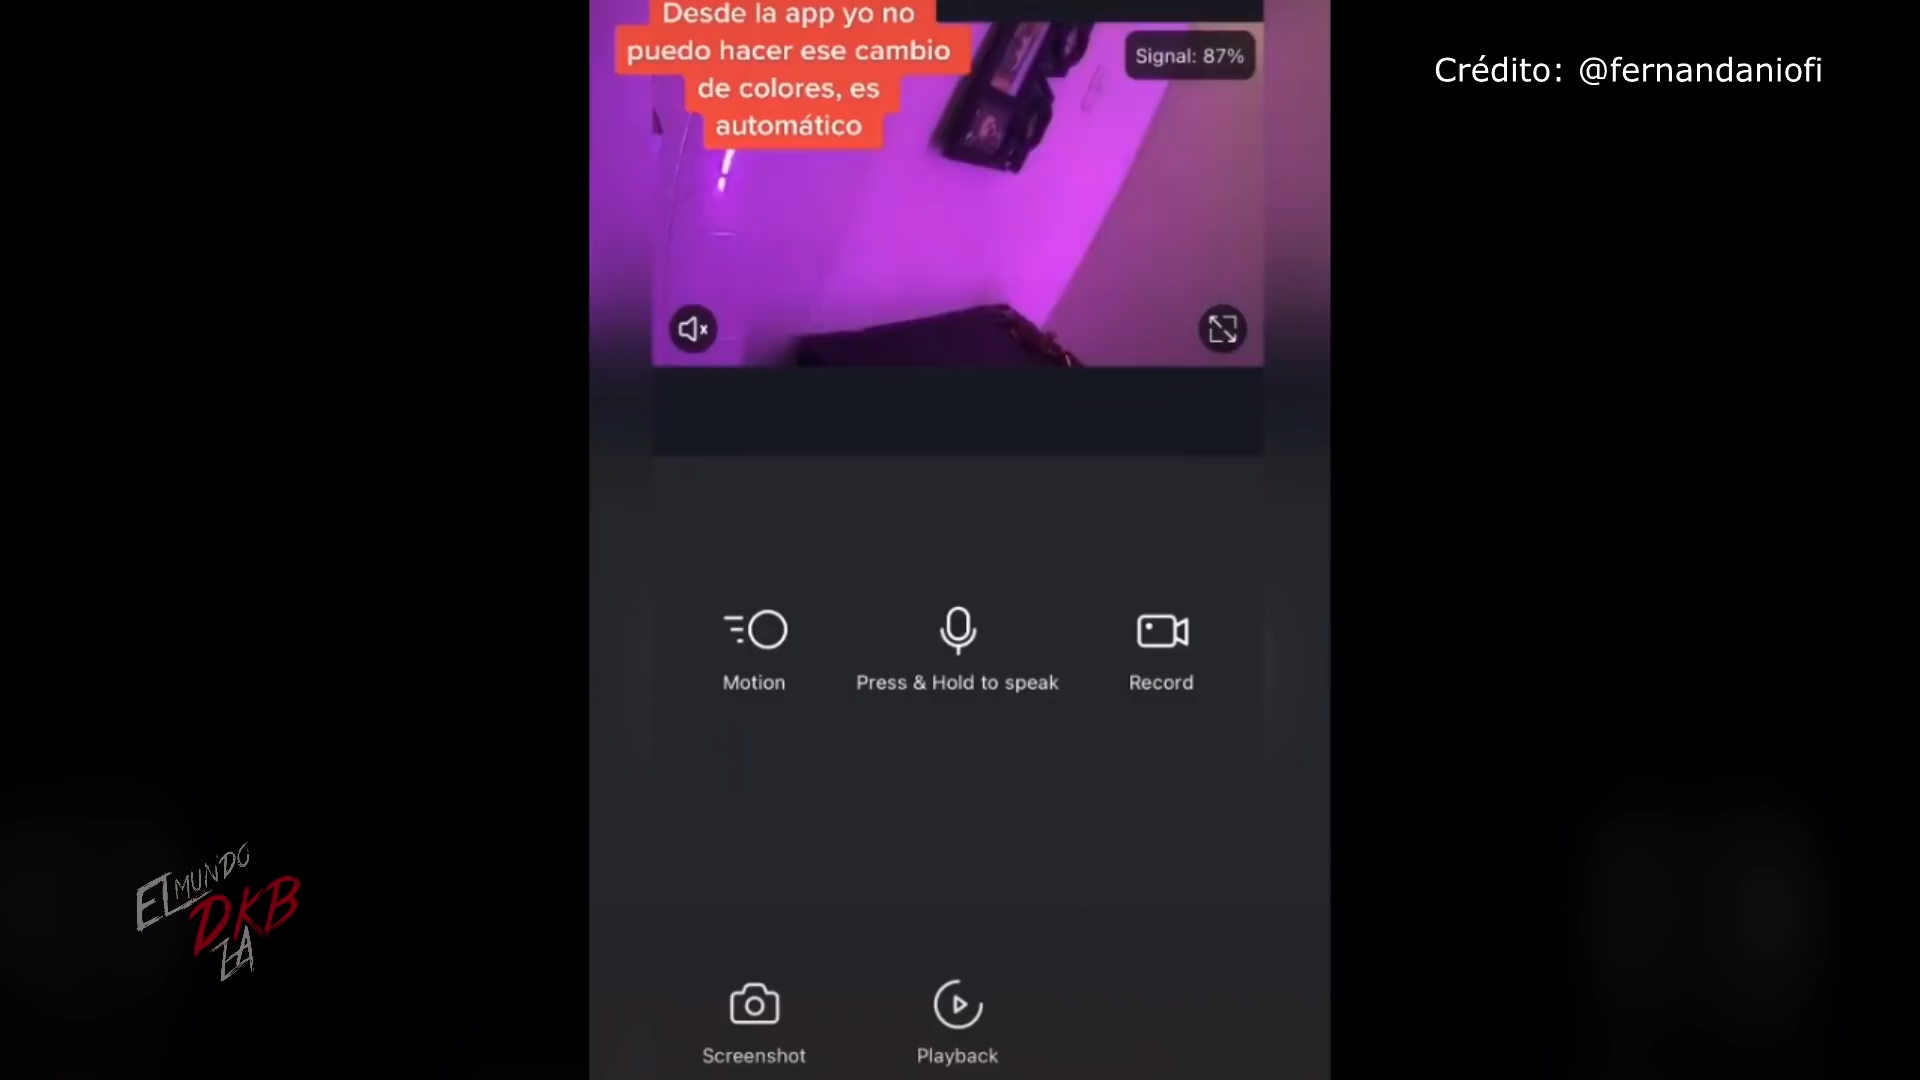 Desde la app yo no
puedo hacer ese cambio
de colores, es
automático
Signal: 87%
Crédito: @fernandaniofi
Motion
Press & Hold to speak
Record
EL MUNDO
DKB
ZA
Screenshot
Playback